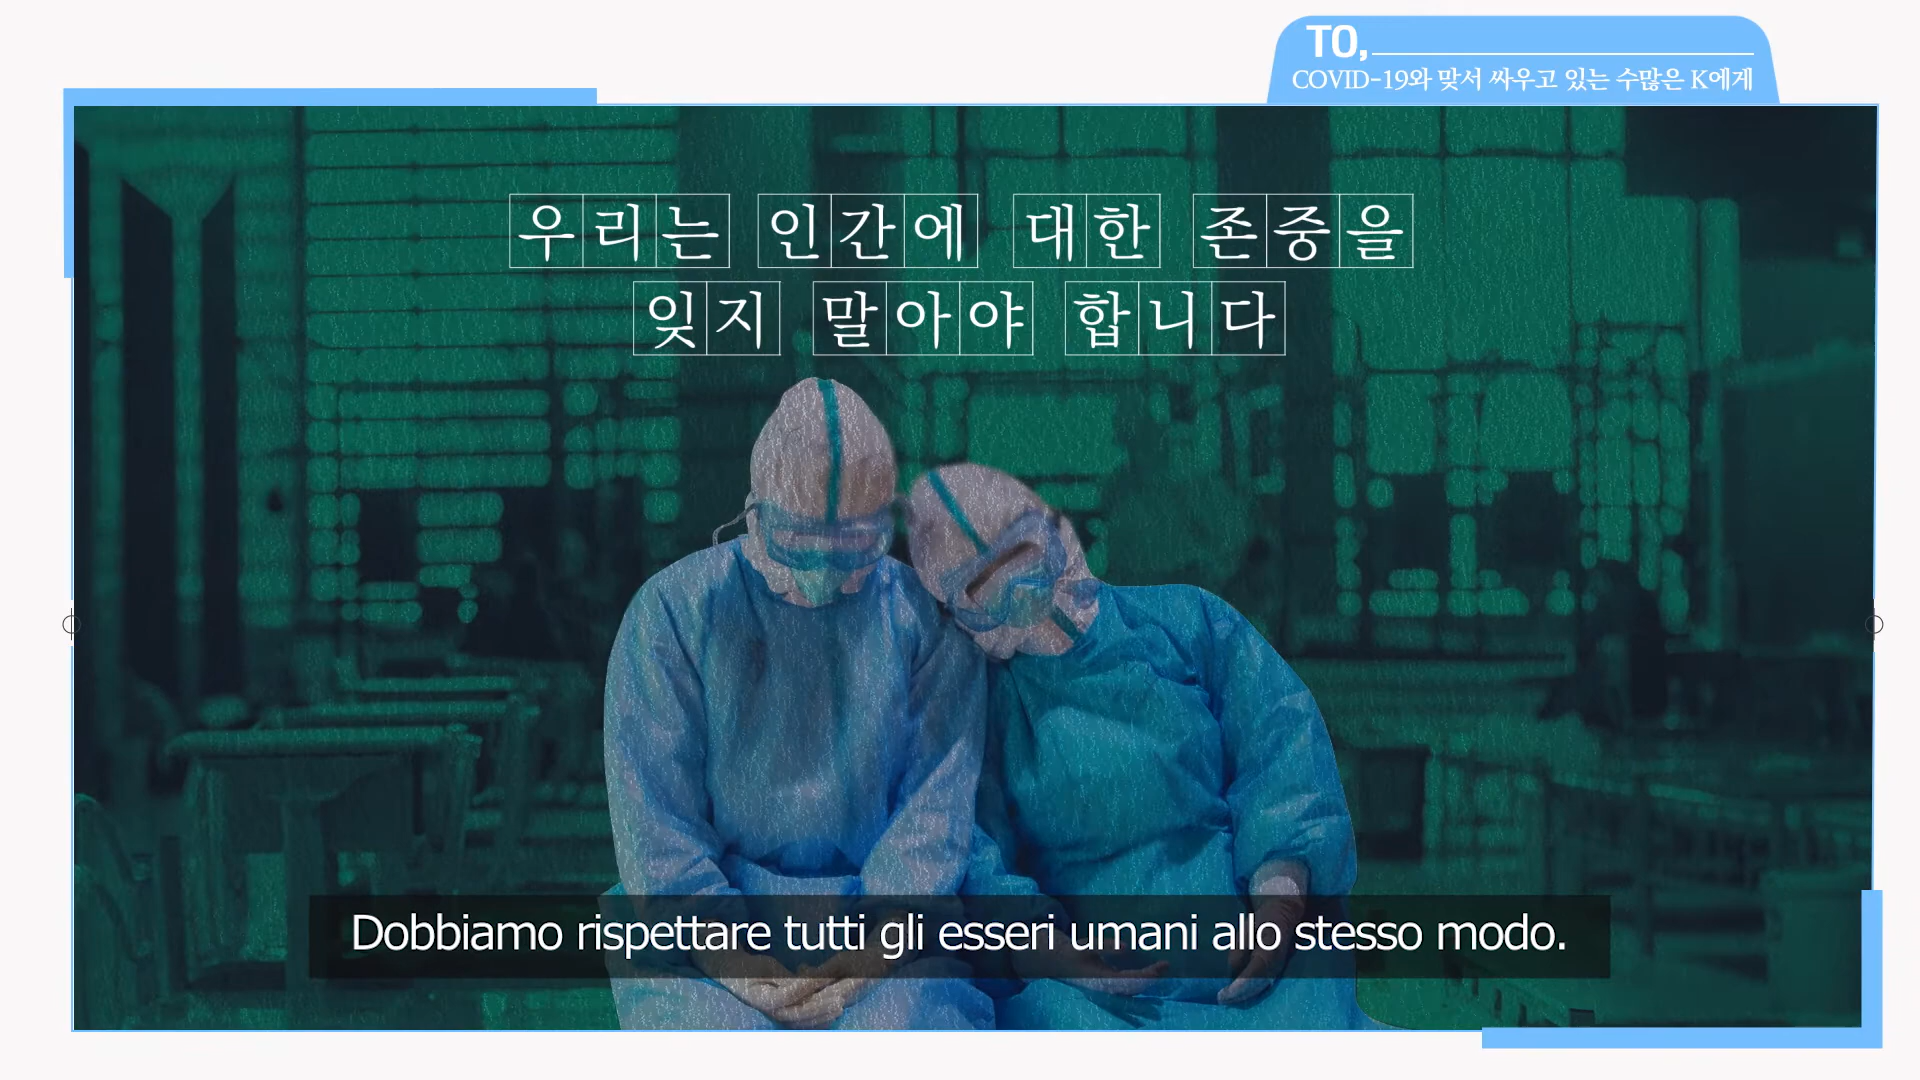 TO,
COVID-19와 맞서 싸우고 있는 수많은 K에게
우리는 인간에 대한 존중을
잊지 말아야 합니다
Dobbiamo rispettare tutti gli esseri umani allo stesso modo.